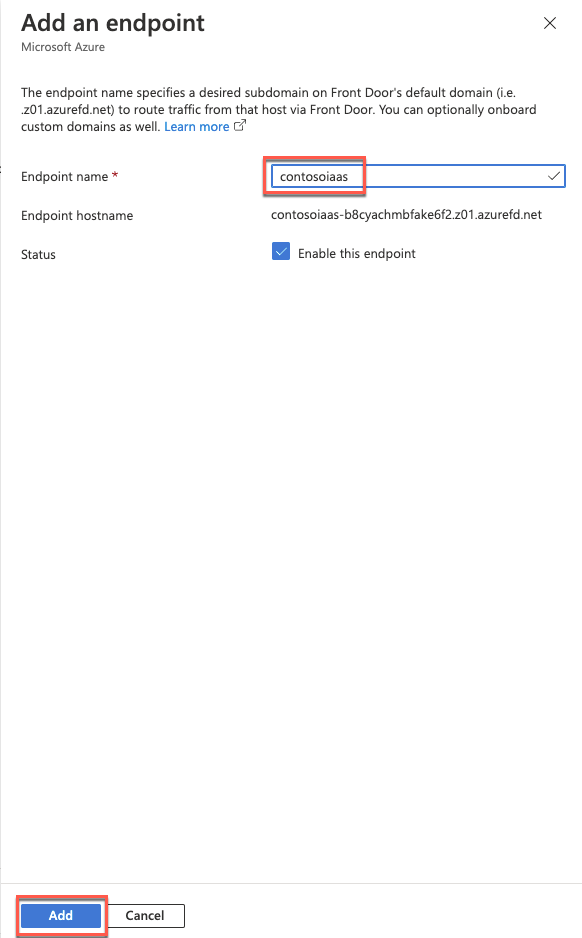 Add an endpoint
Microsoft Azure
The endpoint name specifies a desired subdomain on Front Door's default domain (i.e.
.z01.azurefd.net) to route traffic from that host via Front Door. You can optionally onboard
custom domains as well. Learn more
Endpoint name *
contosoiaas
Endpoint hostname
contosoiaas-b8cyachmbfake6f2.z01.azurefd.net
Status
Enable this endpoint
Add
Cancel